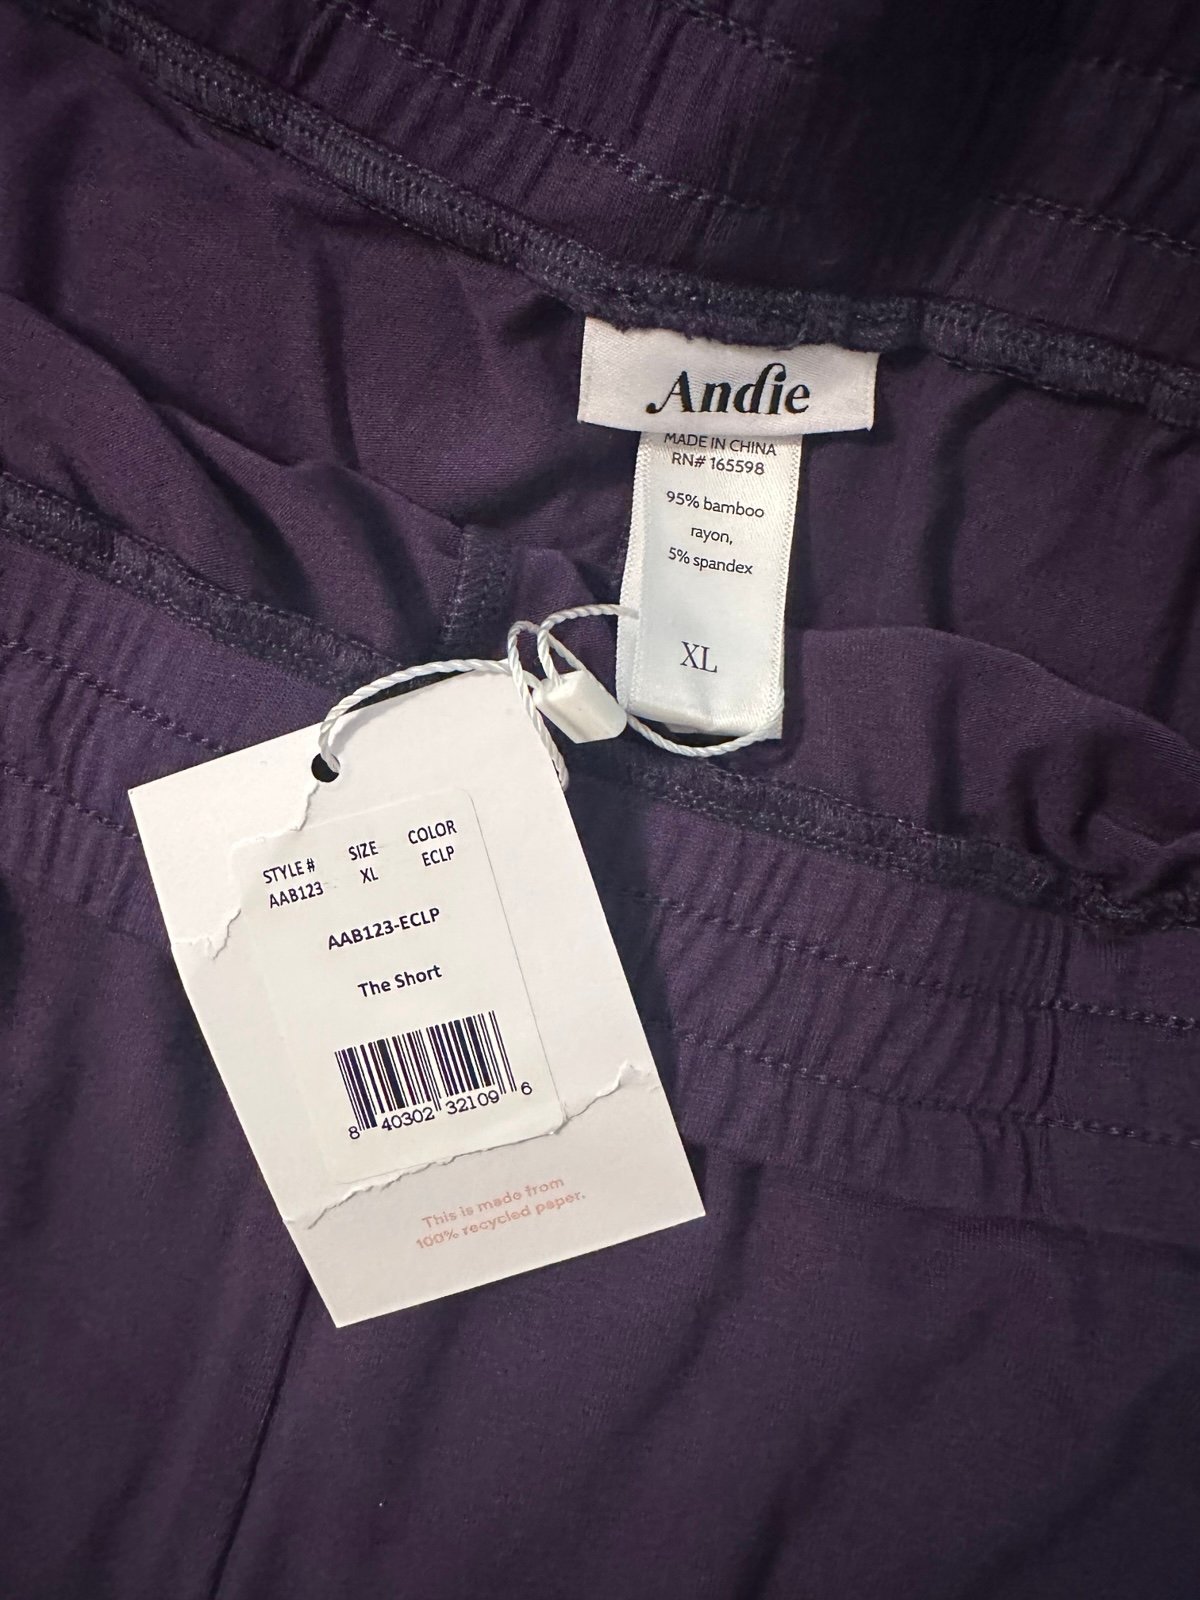 Andie
MADE IN CHINA
RN# 165598
95% bamboo
rayon,
5% spandex
XL
STYLE # SIZE COLOR
AAB123 XL ECLP
AAB123-ECLP
The Short
8 40302 32109 6
This is made from
100% recycled paper.